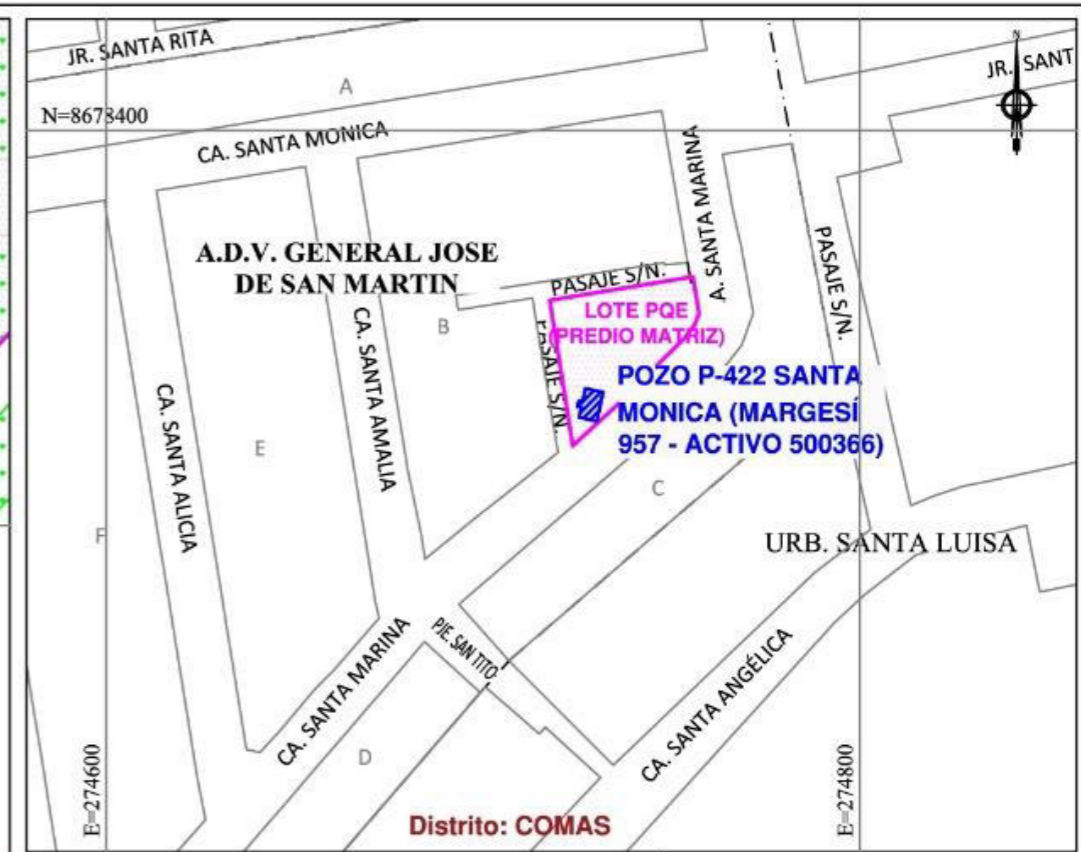 JR. SANTA RITA
N
JR. SANT
A
N=8678400
CA. SANTA MONICA
A. SANTA MARINA
A.D.V. GENERAL JOSE
DE SAN MARTIN
PASAJE S/N.
PASAJE S/N.
LOTE PQE
(PREDIO MATRIZ)
B
CA. SANTA AMALIA
PASAJE S/N.
POZO P-422 SANTA
MONICA (MARGESÍ
957 - ACTIVO 500366)
CA. SANTA ALICIA
E
C
F
URB. SANTA LUISA
CA. SANTA MARINA
PJE. SAN TITO
CA. SANTA ANGÉLICA
D
E=274600
E=274800
Distrito: COMAS